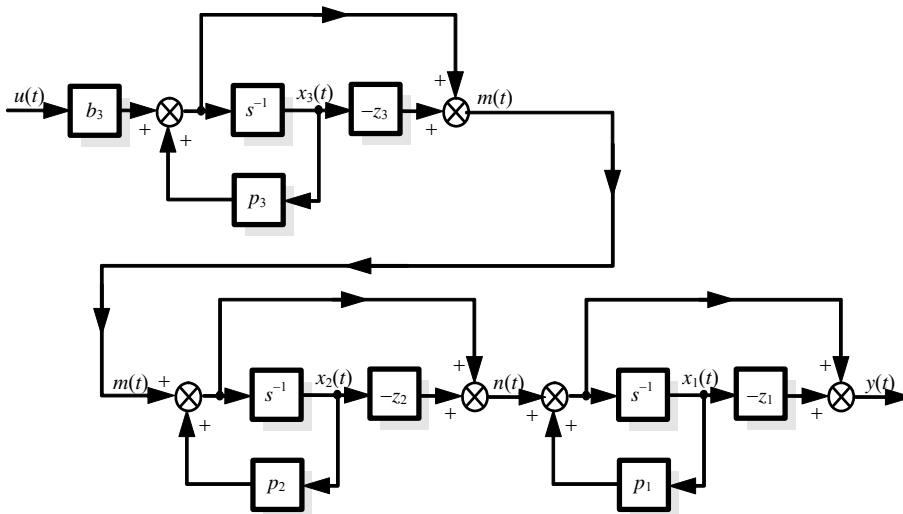 u(t) b₃ + + s⁻¹ x₃(t) −z₃ + + m(t)
p₃
m(t) + + s⁻¹ x₂(t) −z₂ + + n(t) + + s⁻¹ x₁(t) −z₁ + + y(t)
p₂ p₁